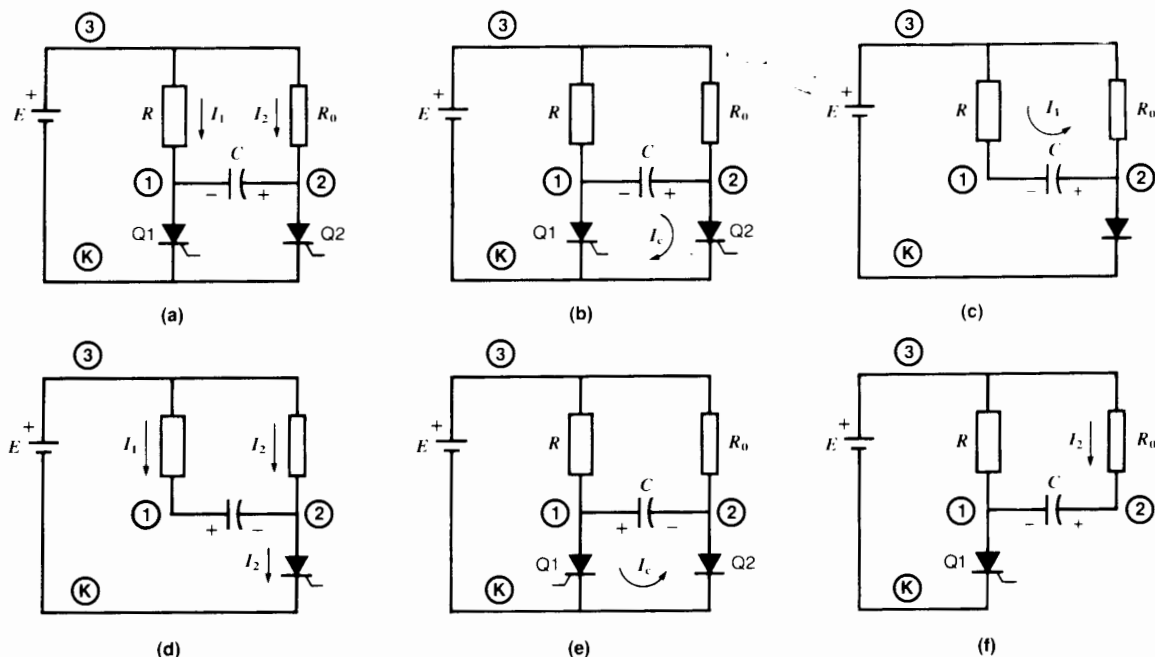 3 3 3
E + R I₁ I₂ R₀ E + R R₀ E + R I₁ R₀
C C C
1 − + 2 1 − + 2 1 − + 2
Q1 Q2 Q1 I_c Q2
K K K
(a) (b) (c)
3 3 3
E + I₁ I₂ E + R R₀ E + R I₂ R₀
C C
1 + − 2 1 + − 2 1 − + 2
I₂ Q1 I_c Q2 Q1
K K K
(d) (e) (f)